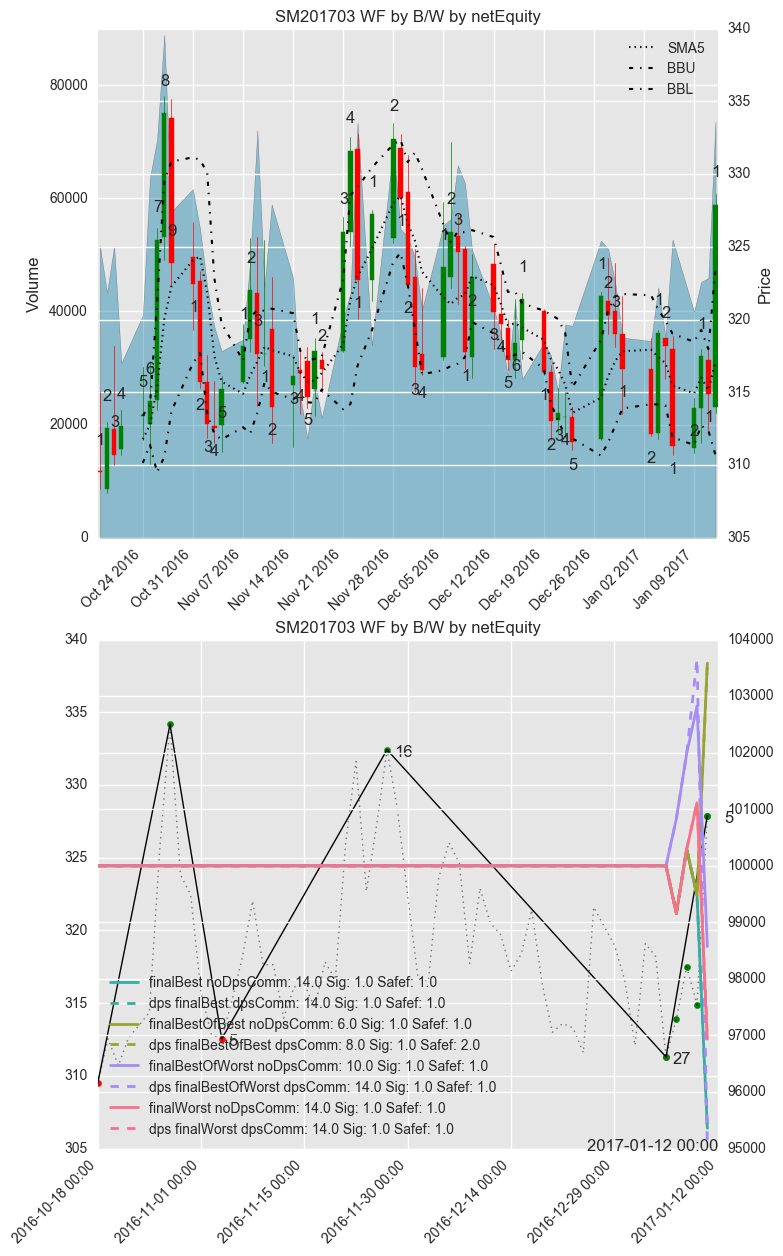 SM201703 WF by B/W by netEquity
340
80000
SMA5
BBU
BBL
335
60000
330
325
Volume
Price
40000
320
315
20000
310
0
305
Oct 24 2016
Oct 31 2016
Nov 07 2016
Nov 14 2016
Nov 21 2016
Nov 28 2016
Dec 05 2016
Dec 12 2016
Dec 19 2016
Dec 26 2016
Jan 02 2017
Jan 09 2017
SM201703 WF by B/W by netEquity
340
104000
335
103000
16
102000
330
5
101000
325
100000
320
99000
315
98000
5
97000
310
27
96000
305
95000
finalBest noDpsComm: 14.0 Sig: 1.0 Safef: 1.0
dps finalBest dpsComm: 14.0 Sig: 1.0 Safef: 1.0
finalBestOfBest noDpsComm: 6.0 Sig: 1.0 Safef: 1.0
dps finalBestOfBest dpsComm: 8.0 Sig: 1.0 Safef: 2.0
finalBestOfWorst noDpsComm: 10.0 Sig: 1.0 Safef: 1.0
dps finalBestOfWorst dpsComm: 14.0 Sig: 1.0 Safef: 1.0
finalWorst noDpsComm: 14.0 Sig: 1.0 Safef: 1.0
dps finalWorst dpsComm: 14.0 Sig: 1.0 Safef: 1.0
2017-01-12 00:00
2016-10-18 00:00
2016-11-01 00:00
2016-11-15 00:00
2016-11-30 00:00
2016-12-14 00:00
2016-12-29 00:00
2017-01-12 00:00